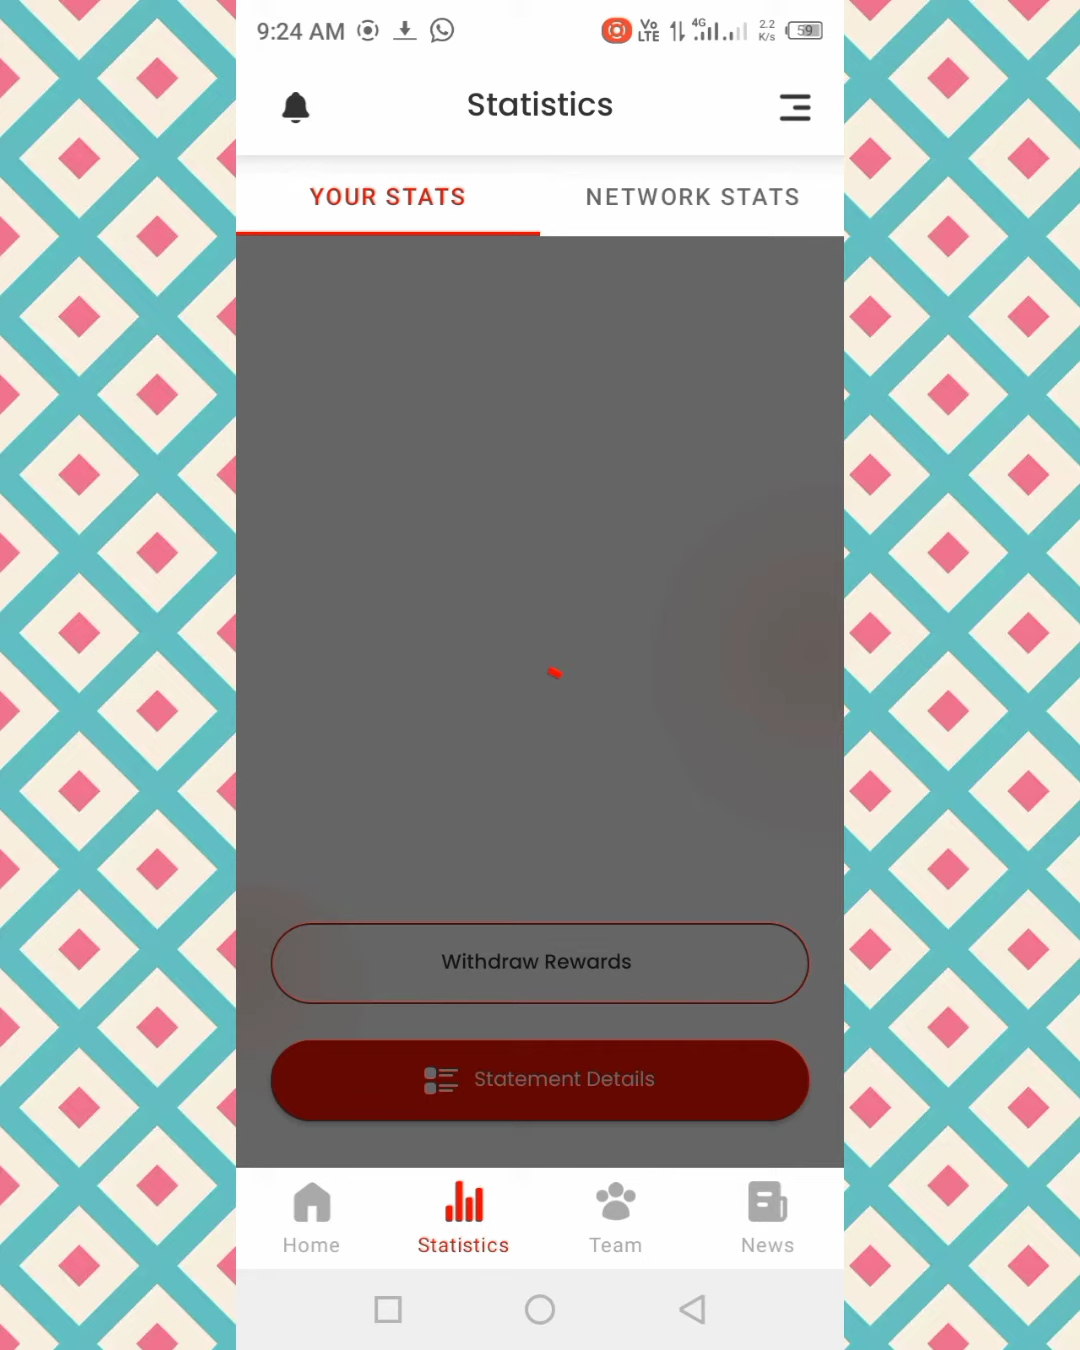 9:24 AM
Vo LTE
4G
2.2 K/s
59
Statistics
YOUR STATS
NETWORK STATS
Withdraw Rewards
Statement Details
Home
Statistics
Team
News